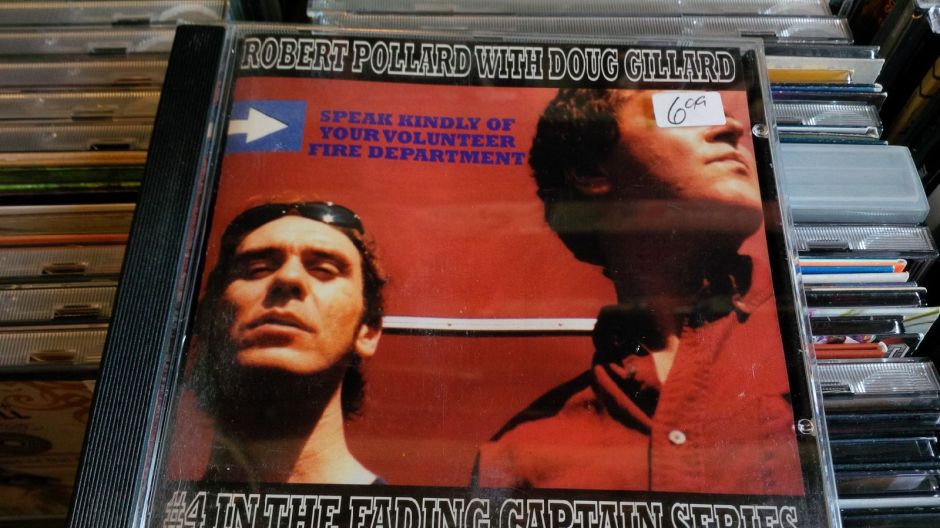 ROBERT POLLARD WITH DOUG GILLARD
6 99
SPEAK KINDLY OF
YOUR VOLUNTEER
FIRE DEPARTMENT
#4 IN THE FADING CAPTAIN SERIES